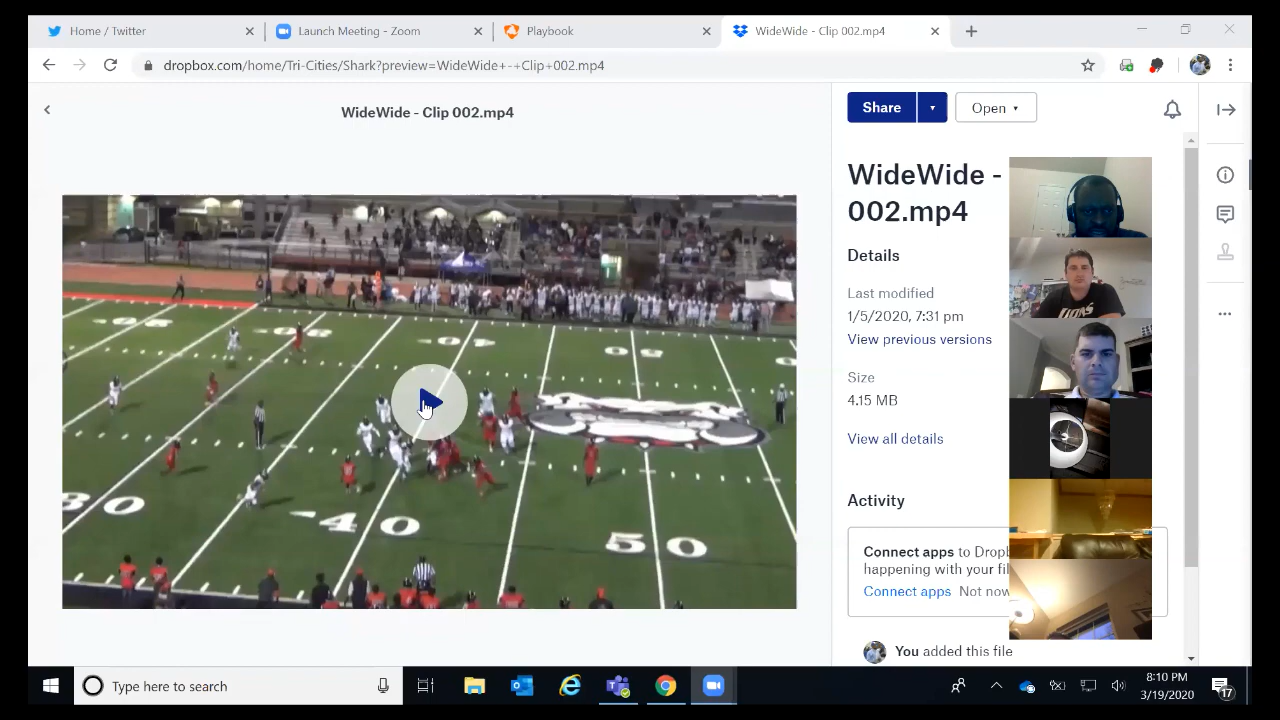 Home / Twitter
Launch Meeting - Zoom
Playbook
WideWide - Clip 002.mp4
dropbox.com/home/Tri-Cities/Shark?preview=WideWide+-+Clip+002.mp4
WideWide - Clip 002.mp4
Share
Open
WideWide -
002.mp4
Details
Last modified
1/5/2020, 7:31 pm
View previous versions
Size
4.15 MB
View all details
Activity
Connect apps to Dropb
happening with your fil
Connect apps Not now
You added this file
40
50
40
50
Type here to search
8:10 PM
3/19/2020
17